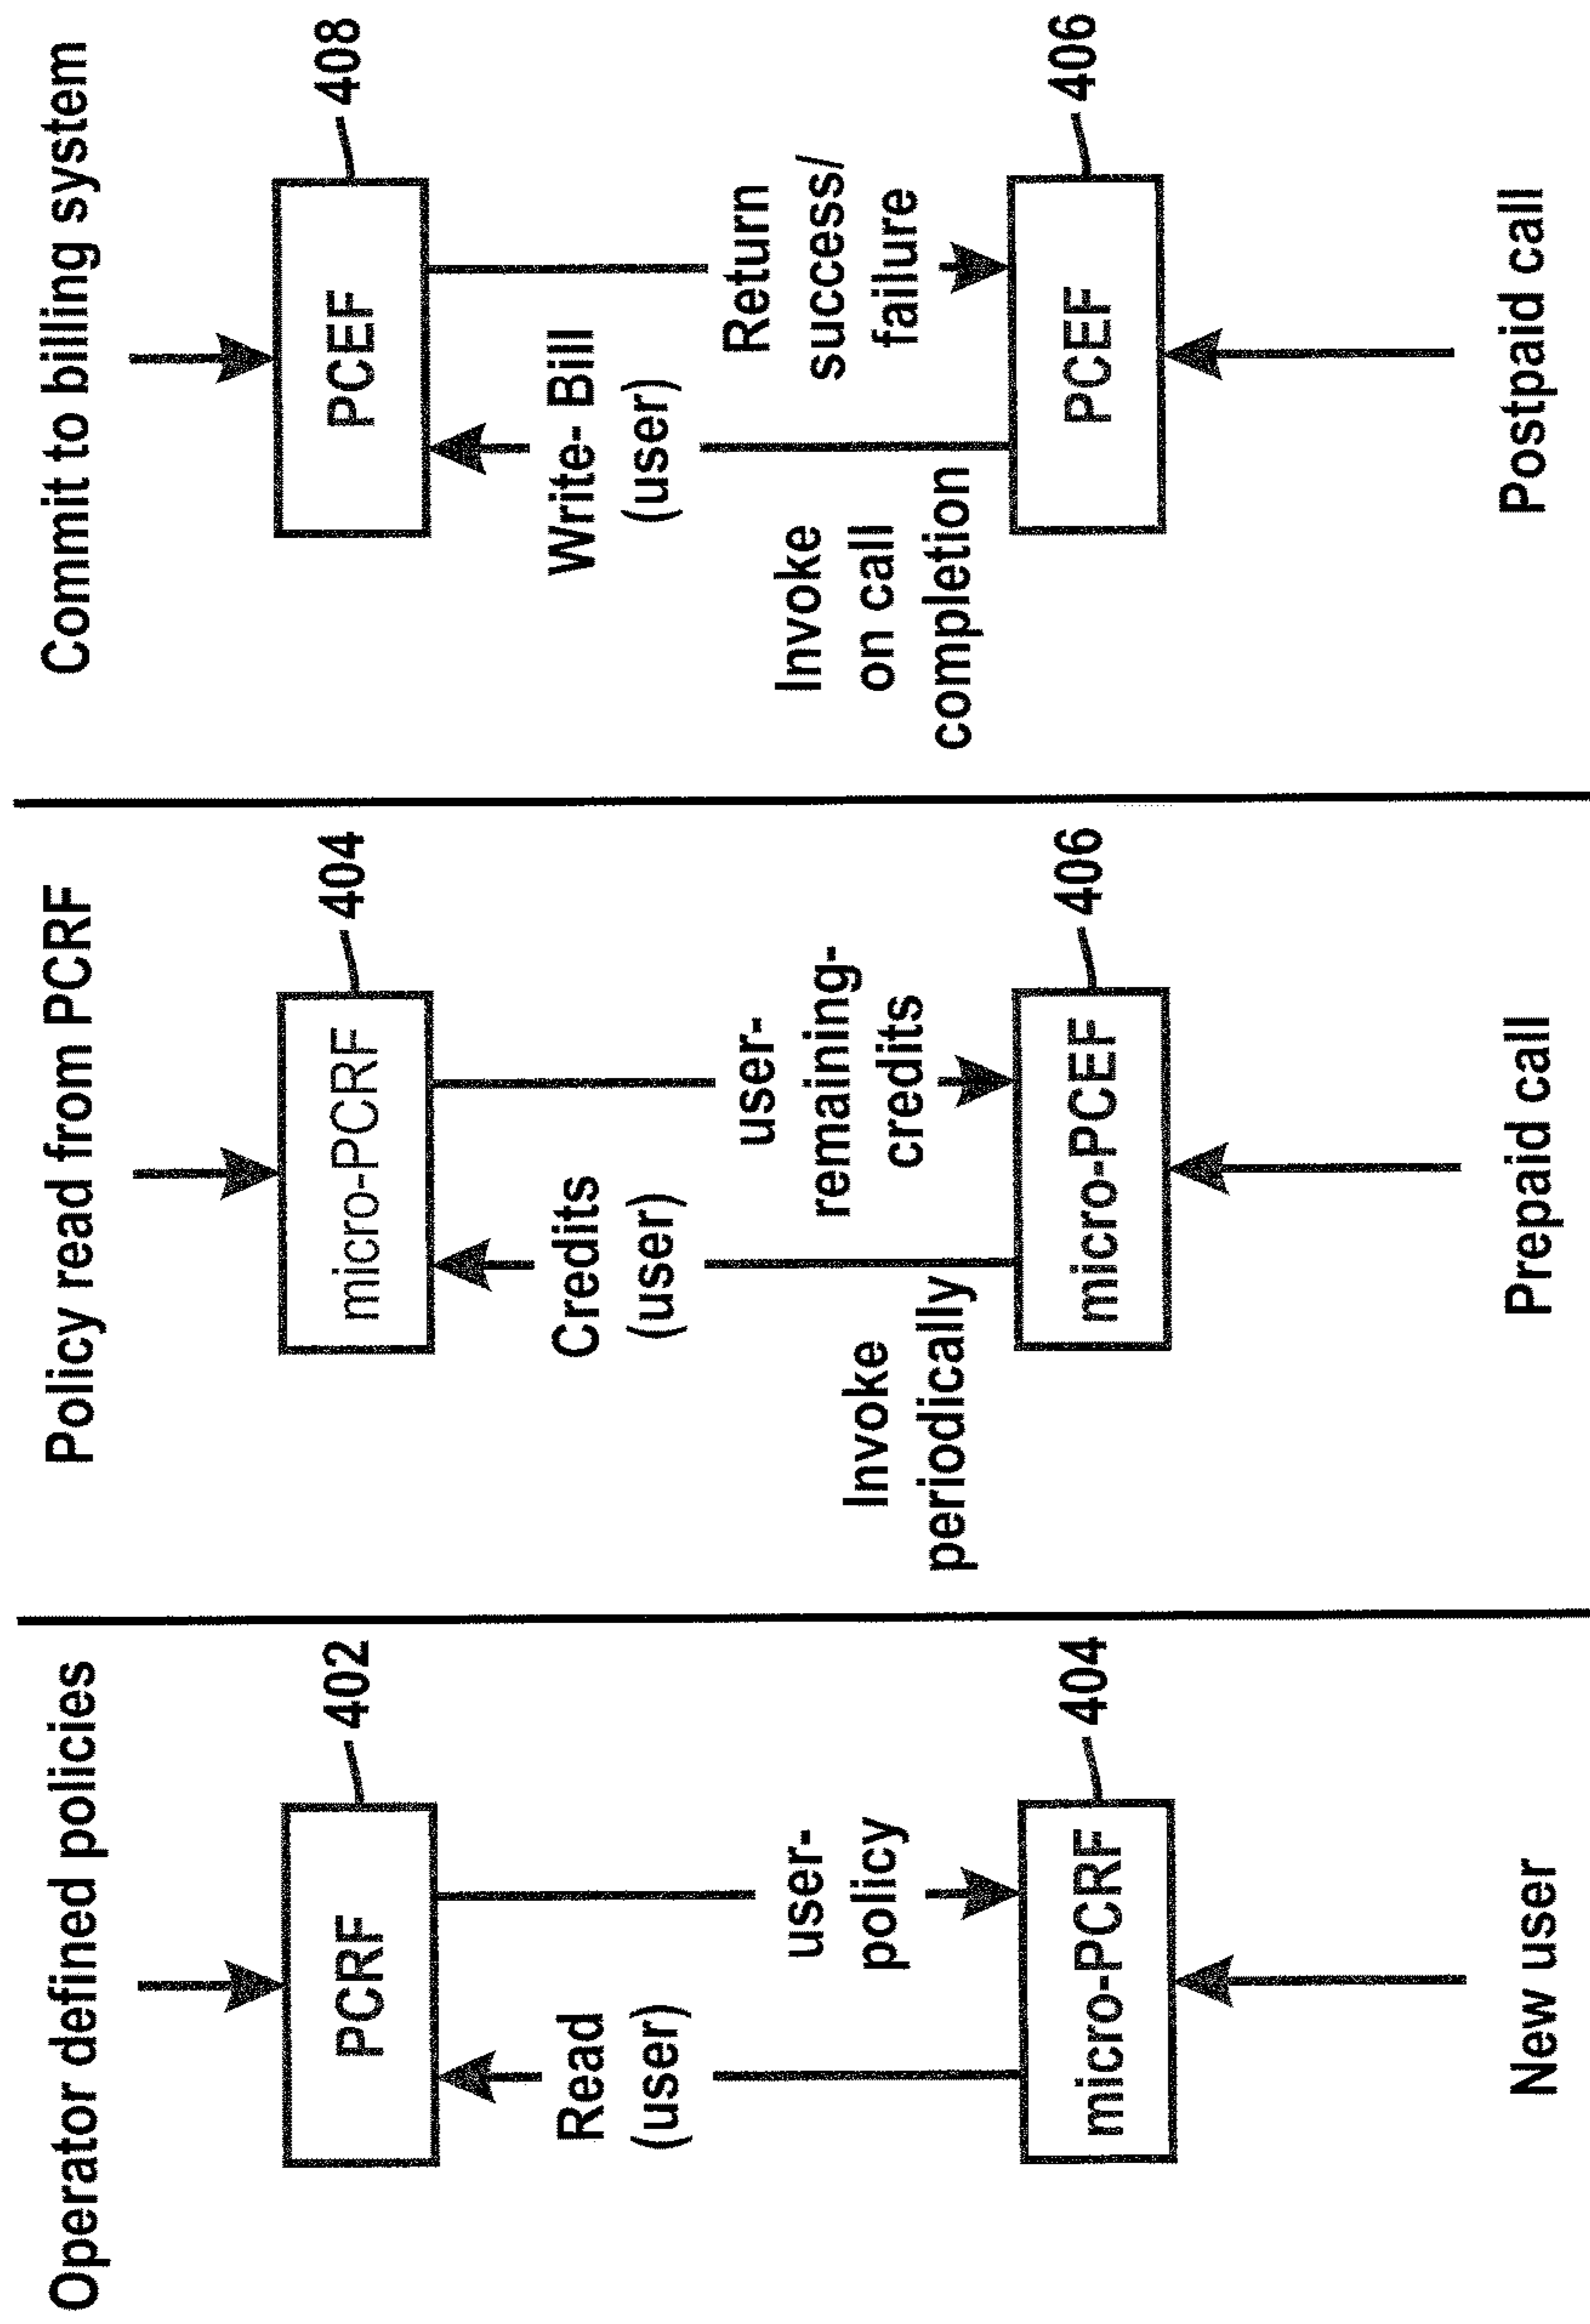 Operator defined policies
402
PCRF
Read
(user)
user-
policy
404
micro-PCRF
New user
Policy read from PCRF
404
micro-PCRF
Credits
(user)
user-
remaining-
credits
Invoke
periodically
406
micro-PCEF
Prepaid call
Commit to billing system
408
PCEF
Write- Bill
(user)
Return
success/
failure
Invoke
on call
completion
406
PCEF
Postpaid call